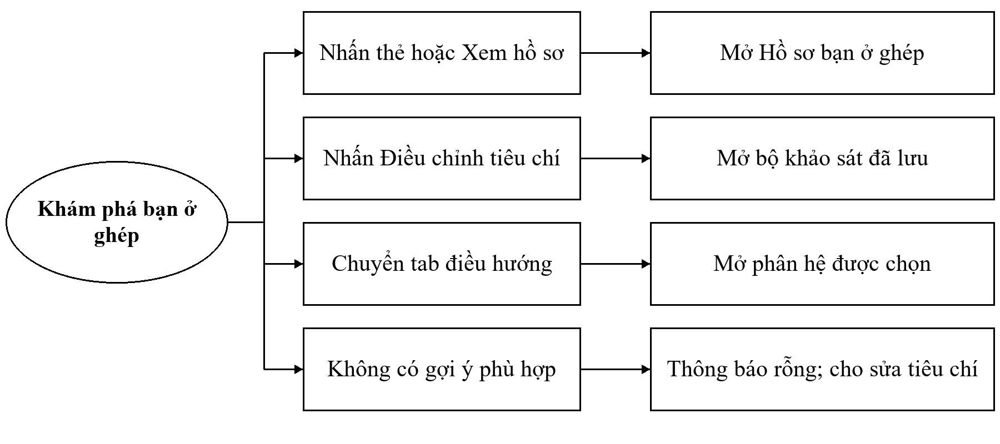 Nhấn thẻ hoặc Xem hồ sơ
Mở Hồ sơ bạn ở ghép
Nhấn Điều chỉnh tiêu chí
Mở bộ khảo sát đã lưu
Khám phá bạn ở
ghép
Chuyển tab điều hướng
Mở phân hệ được chọn
Không có gợi ý phù hợp
Thông báo rỗng; cho sửa tiêu chí